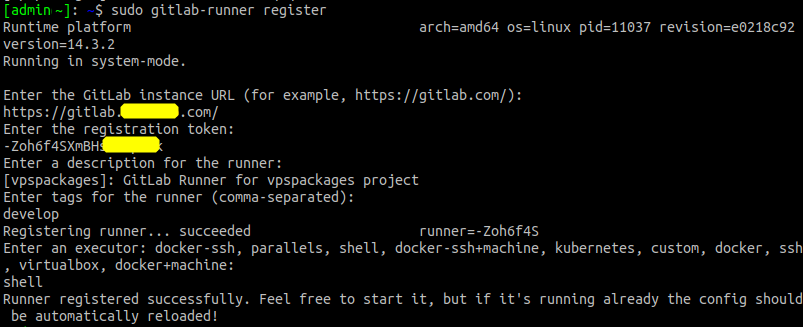 [admin~]: ~$ sudo gitlab-runner register
Runtime platform                                    arch=amd64 os=linux pid=11037 revision=e0218c92
version=14.3.2
Running in system-mode.
Enter the GitLab instance URL (for example, https://gitlab.com/):
https://gitlab. .com/
Enter the registration token:
-Zoh6f4SXmBH
Enter a description for the runner:
[vpspackages]: GitLab Runner for vpspackages project
Enter tags for the runner (comma-separated):
develop
Registering runner... succeeded                     runner=-Zoh6f4S
Enter an executor: docker-ssh, parallels, shell, docker-ssh+machine, kubernetes, custom, docker, ssh
, virtualbox, docker+machine:
shell
Runner registered successfully. Feel free to start it, but if it's running already the config should
be automatically reloaded!